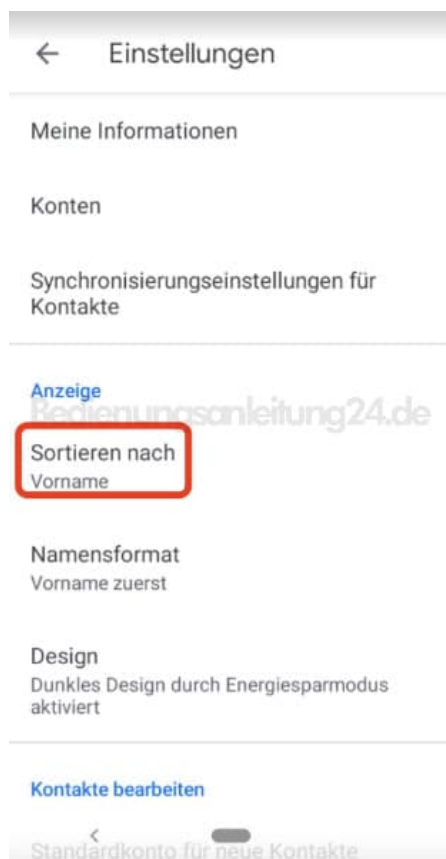 Einstellungen
Meine Informationen
Konten
Synchronisierungseinstellungen für
Kontakte
Anzeige
Bedienungsanleitung24.de
Sortieren nach
Vorname
Namensformat
Vorname zuerst
Design
Dunkles Design durch Energiesparmodus
aktiviert
Kontakte bearbeiten
Standardkonto für neue Kontakte